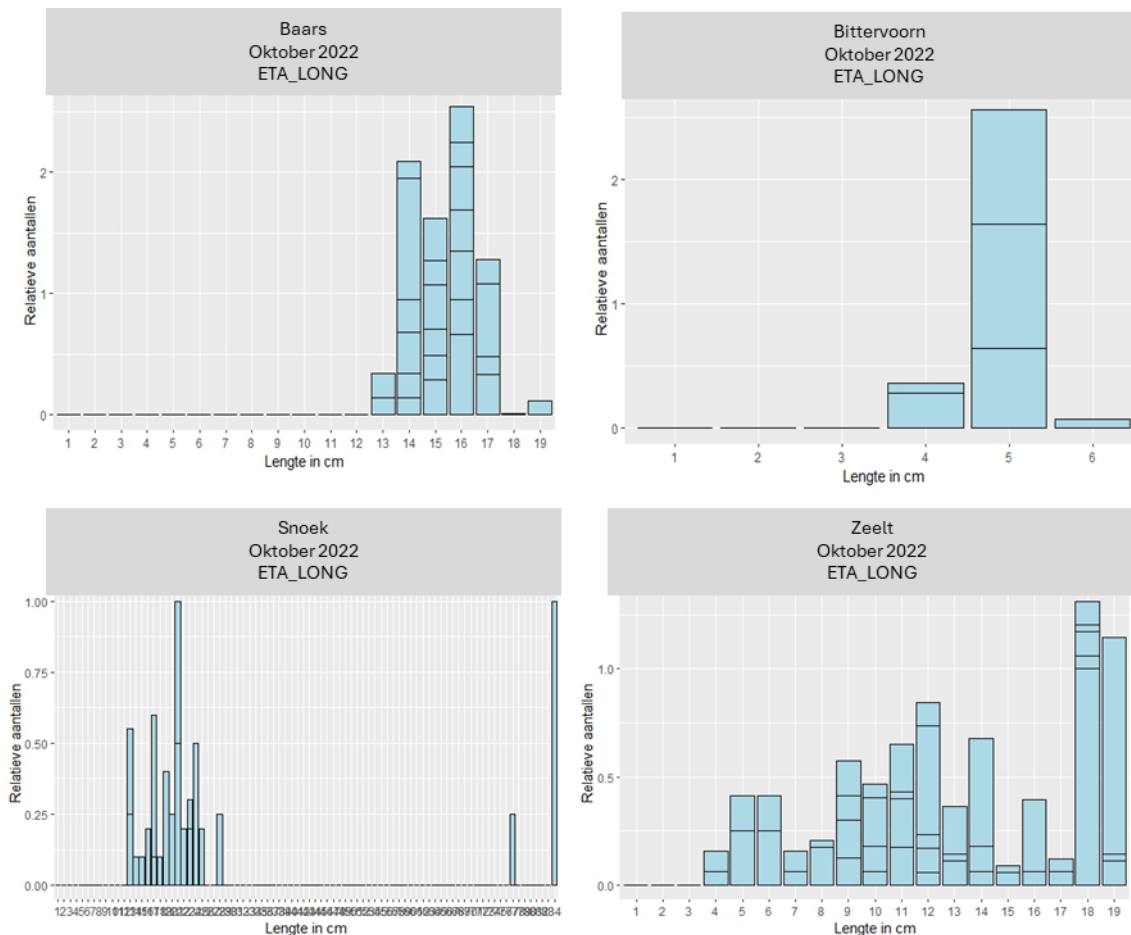 Baars
Oktober 2022
ETA_LONG
Relatieve aantallen
2
1
0
1 2 3 4 5 6 7 8 9 10 11 12 13 14 15 16 17 18 19
Lengte in cm
Bittervoorn
Oktober 2022
ETA_LONG
Relatieve aantallen
2
1
0
1 2 3 4 5 6
Lengte in cm
Snoek
Oktober 2022
ETA_LONG
Relatieve aantallen
1.00
0.75
0.50
0.25
0.00
Lengte in cm
Zeelt
Oktober 2022
ETA_LONG
Relatieve aantallen
1.0
0.5
0.0
1 2 3 4 5 6 7 8 9 10 11 12 13 14 15 16 17 18 19
Lengte in cm